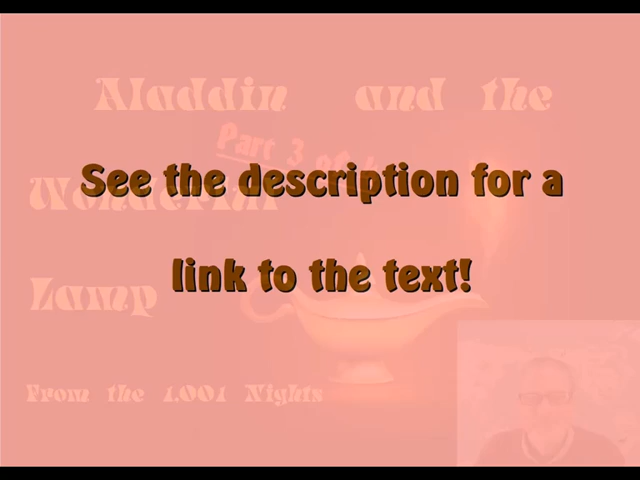 Aladdin and the
Part 3
See the description for a
Wonderful
link to the text!
Lamp
From the 1,001 Nights